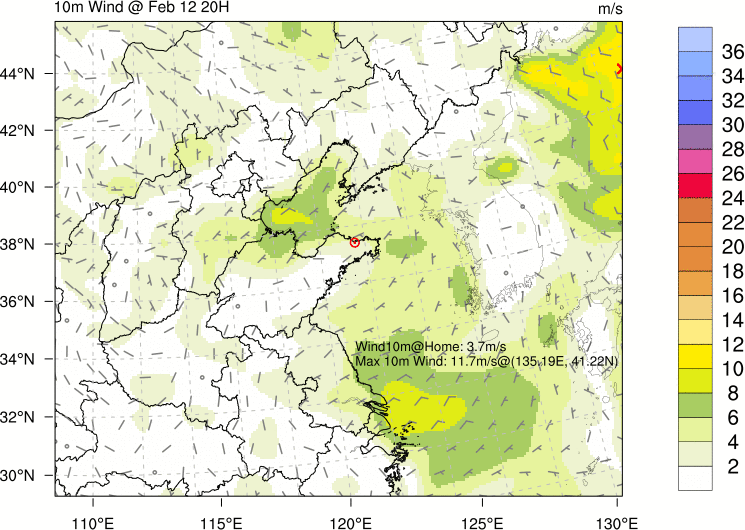 10m Wind @ Feb 12 20H
m/s
44°N
42°N
40°N
38°N
36°N
34°N
32°N
30°N
110°E
115°E
120°E
125°E
130°E
Wind10m@Home: 3.7m/s
Max 10m Wind: 11.7m/s@(135.19E, 41.22N)
36
34
32
30
28
26
24
22
20
18
16
14
12
10
8
6
4
2